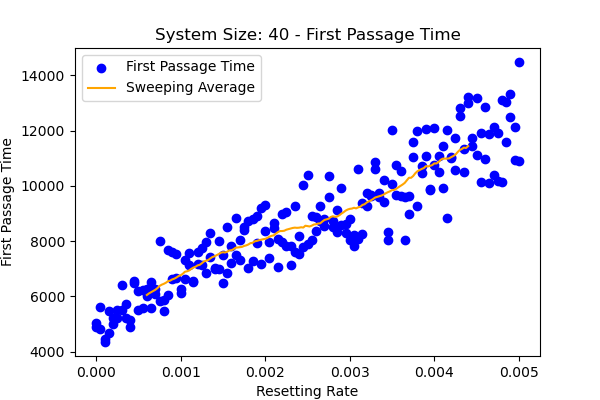 System Size: 40 - First Passage Time
First Passage Time
Sweeping Average
First Passage Time
14000
12000
10000
8000
6000
4000
0.000 0.001 0.002 0.003 0.004 0.005
Resetting Rate